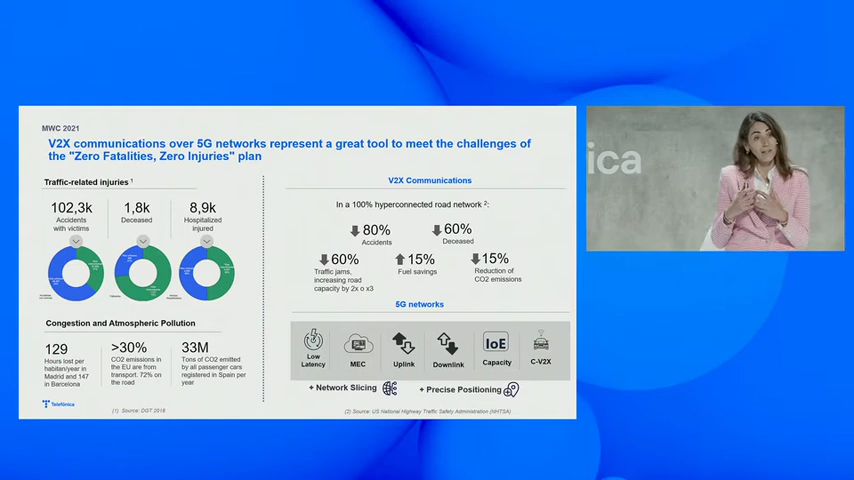 MWC 2021
V2X communications over 5G networks represent a great tool to meet the challenges of
the "Zero Fatalities, Zero Injuries" plan
Traffic-related injuries 1
102,3k
Accidents
with victims
1,8k
Deceased
8,9k
Hospitalized
injured
Congestion and Atmospheric Pollution
129
Hours lost per
habitan/year in
Madrid and 147
in Barcelona
>30%
CO2 emissions in
the EU are from
transport. 72% on
the road
33M
Tons of CO2 emitted
by all passenger cars
registered in Spain per
year
Telefónica
(1) Source: DGT 2018
V2X Communications
In a 100% hyperconnected road network 2:
80%
Accidents
60%
Deceased
60%
Traffic jams,
increasing road
capacity by 2x o x3
15%
Fuel savings
15%
Reduction of
CO2 emissions
5G networks
Low
Latency
MEC
Uplink
Downlink
IoE
Capacity
C-V2X
+ Network Slicing
+ Precise Positioning
(2) Source: US National Highway Traffic Safety Administration (NHTSA)
nica